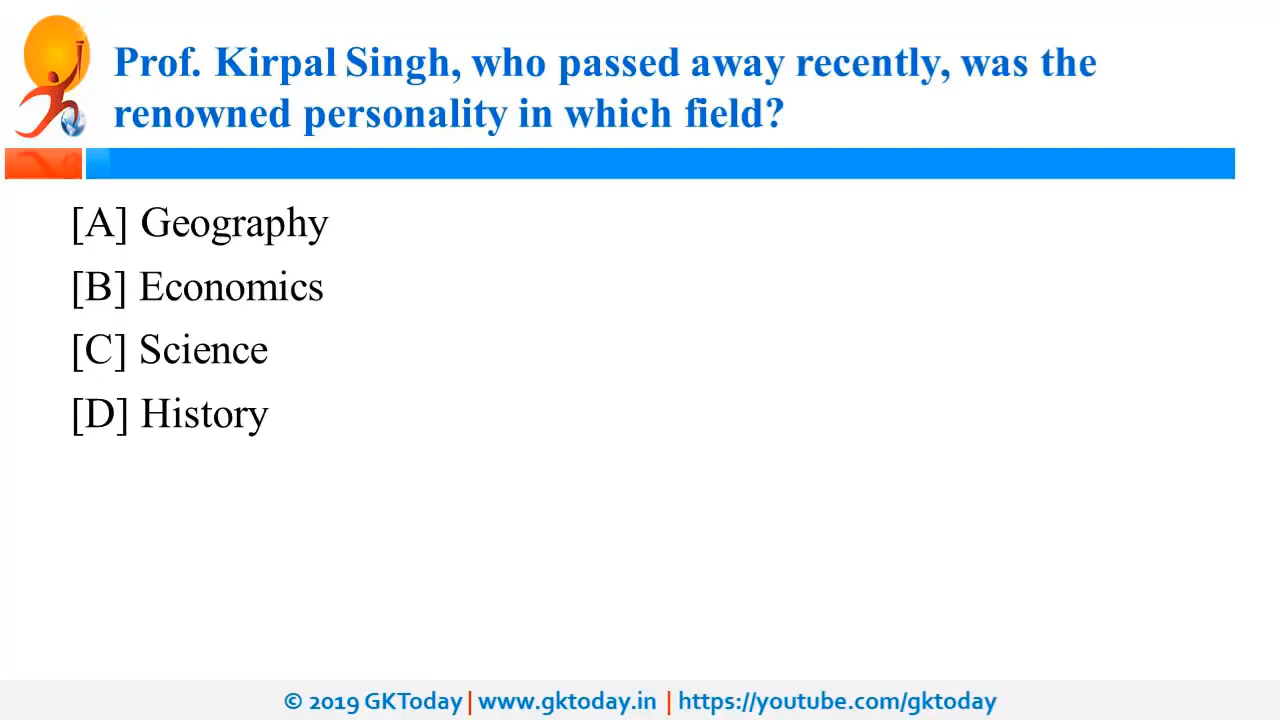 Prof. Kirpal Singh, who passed away recently, was the
renowned personality in which field?
[A] Geography
[B] Economics
[C] Science
[D] History
© 2019 GKToday | www.gktoday.in | https://youtube.com/gktoday